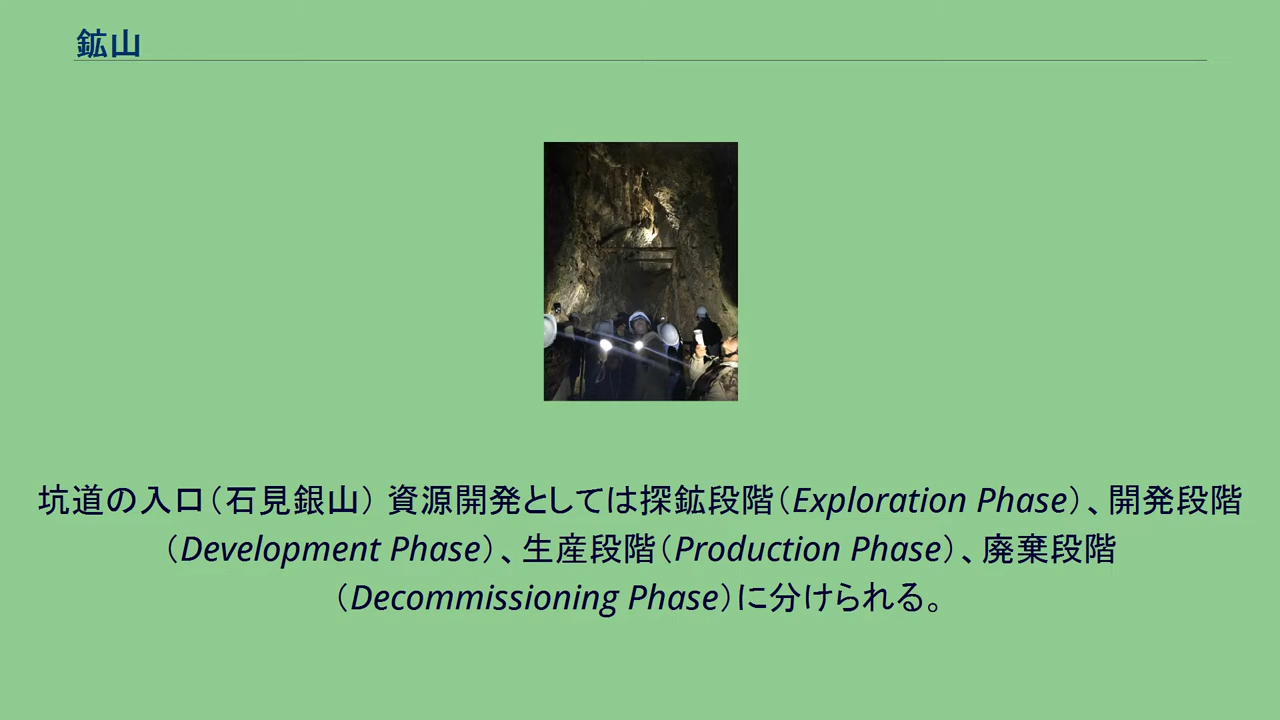 鉱山
坑道の入口（石見銀山） 資源開発としては探鉱段階（Exploration Phase）、開発段階
（Development Phase）、生産段階（Production Phase）、廃棄段階
（Decommissioning Phase）に分けられる。